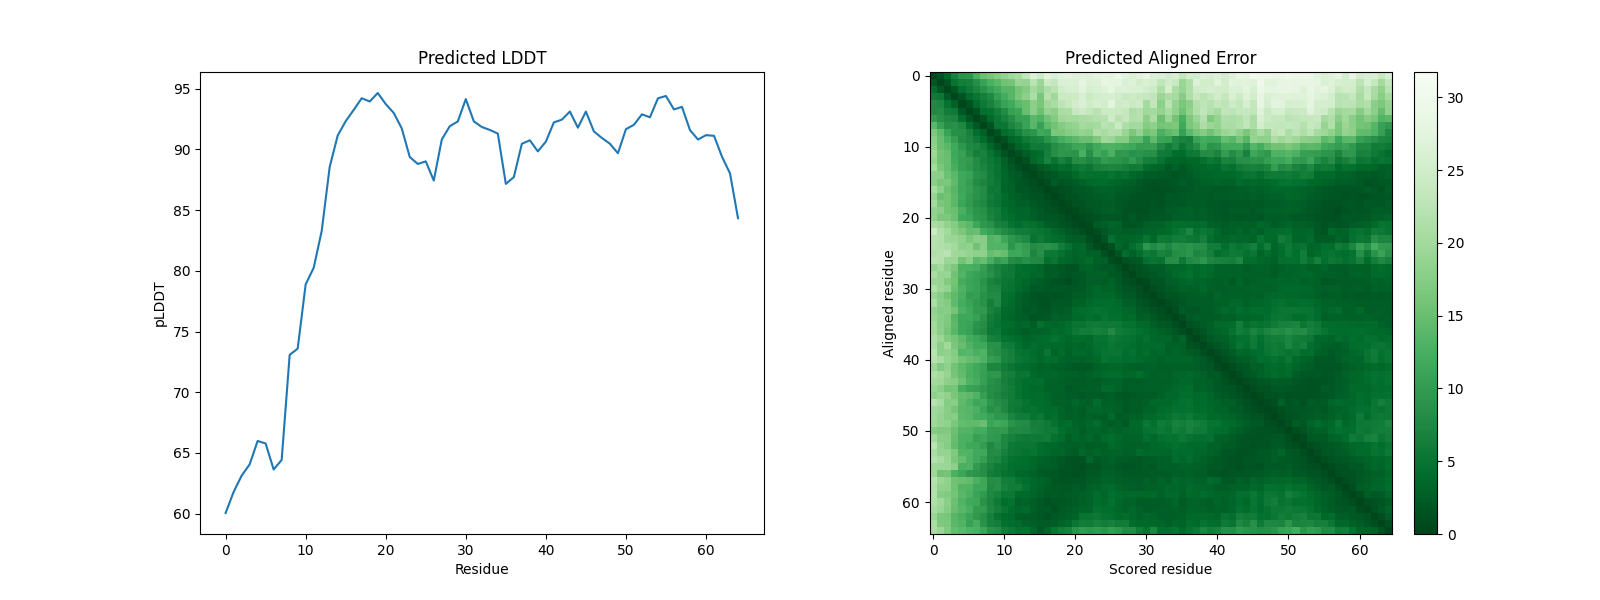 Predicted LDDT
95
90
85
80
75
70
65
60
pLDDT
0 10 20 30 40 50 60
Residue
Predicted Aligned Error
0
10
20
30
40
50
60
Aligned residue
0 10 20 30 40 50 60
Scored residue
30
25
20
15
10
5
0